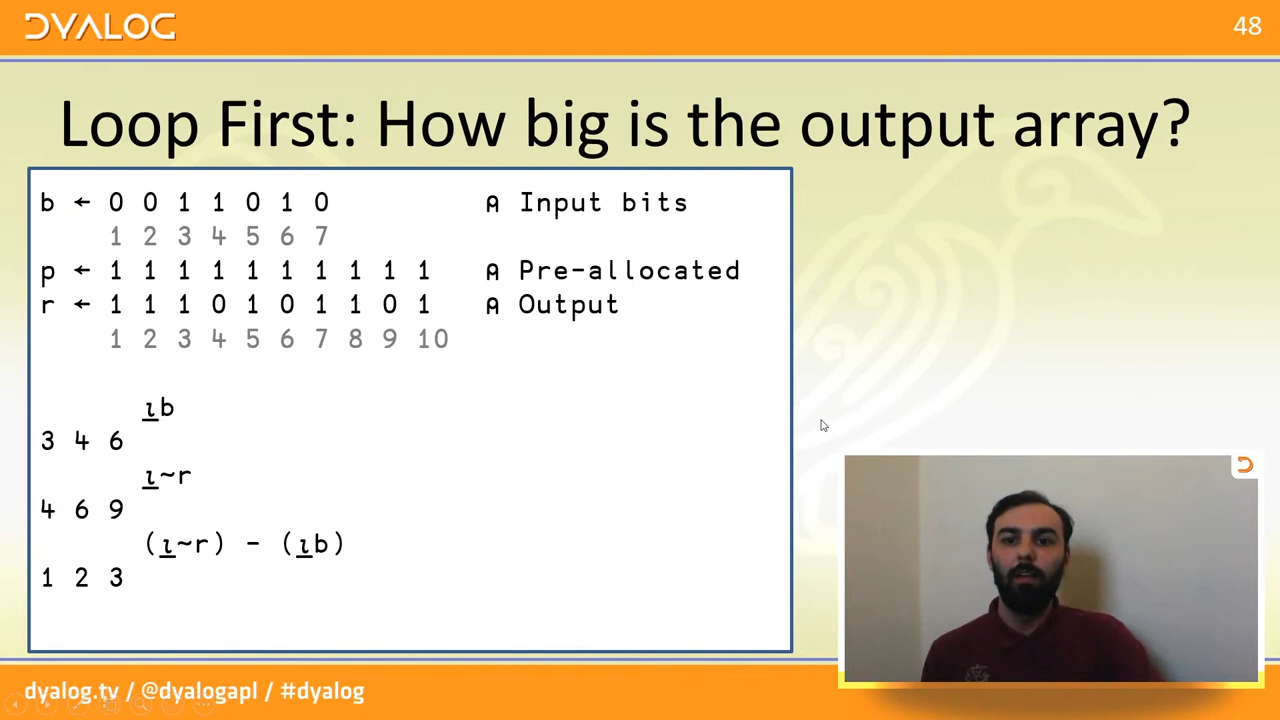 DYALOG
48
Loop First: How big is the output array?
b ← 0 0 1 1 0 1 0 ⍝ Input bits
1 2 3 4 5 6 7
p ← 1 1 1 1 1 1 1 1 1 1 ⍝ Pre-allocated
r ← 1 1 1 0 1 0 1 1 0 1 ⍝ Output
1 2 3 4 5 6 7 8 9 10
⍸b
3 4 6
⍸~r
4 6 9
(⍸~r) - (⍸b)
1 2 3
dyalog.tv / @dyalogapl / #dyalog